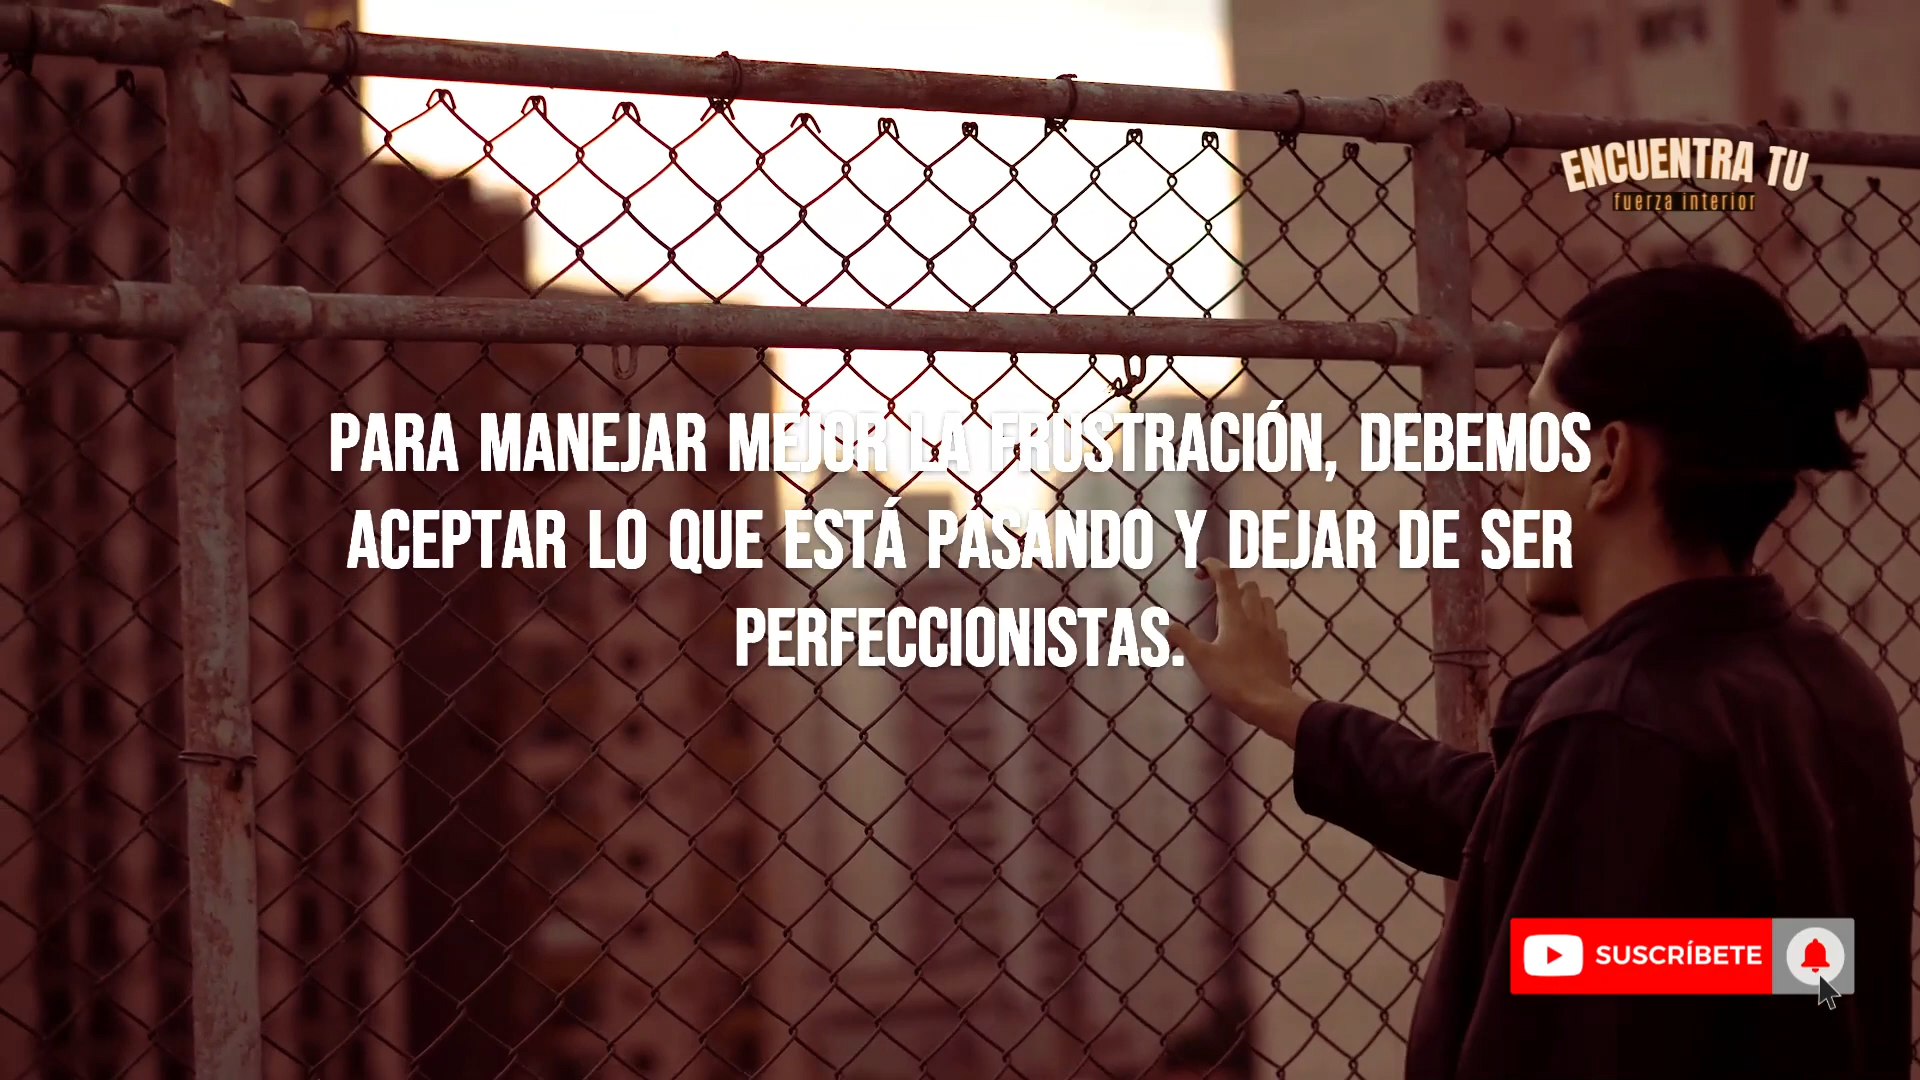 ENCUENTRA TU
fuerza interior
PARA MANEJAR MEJOR LA FRUSTRACIÓN, DEBEMOS
ACEPTAR LO QUE ESTÁ PASANDO Y DEJAR DE SER
PERFECCIONISTAS.
SUSCRÍBETE